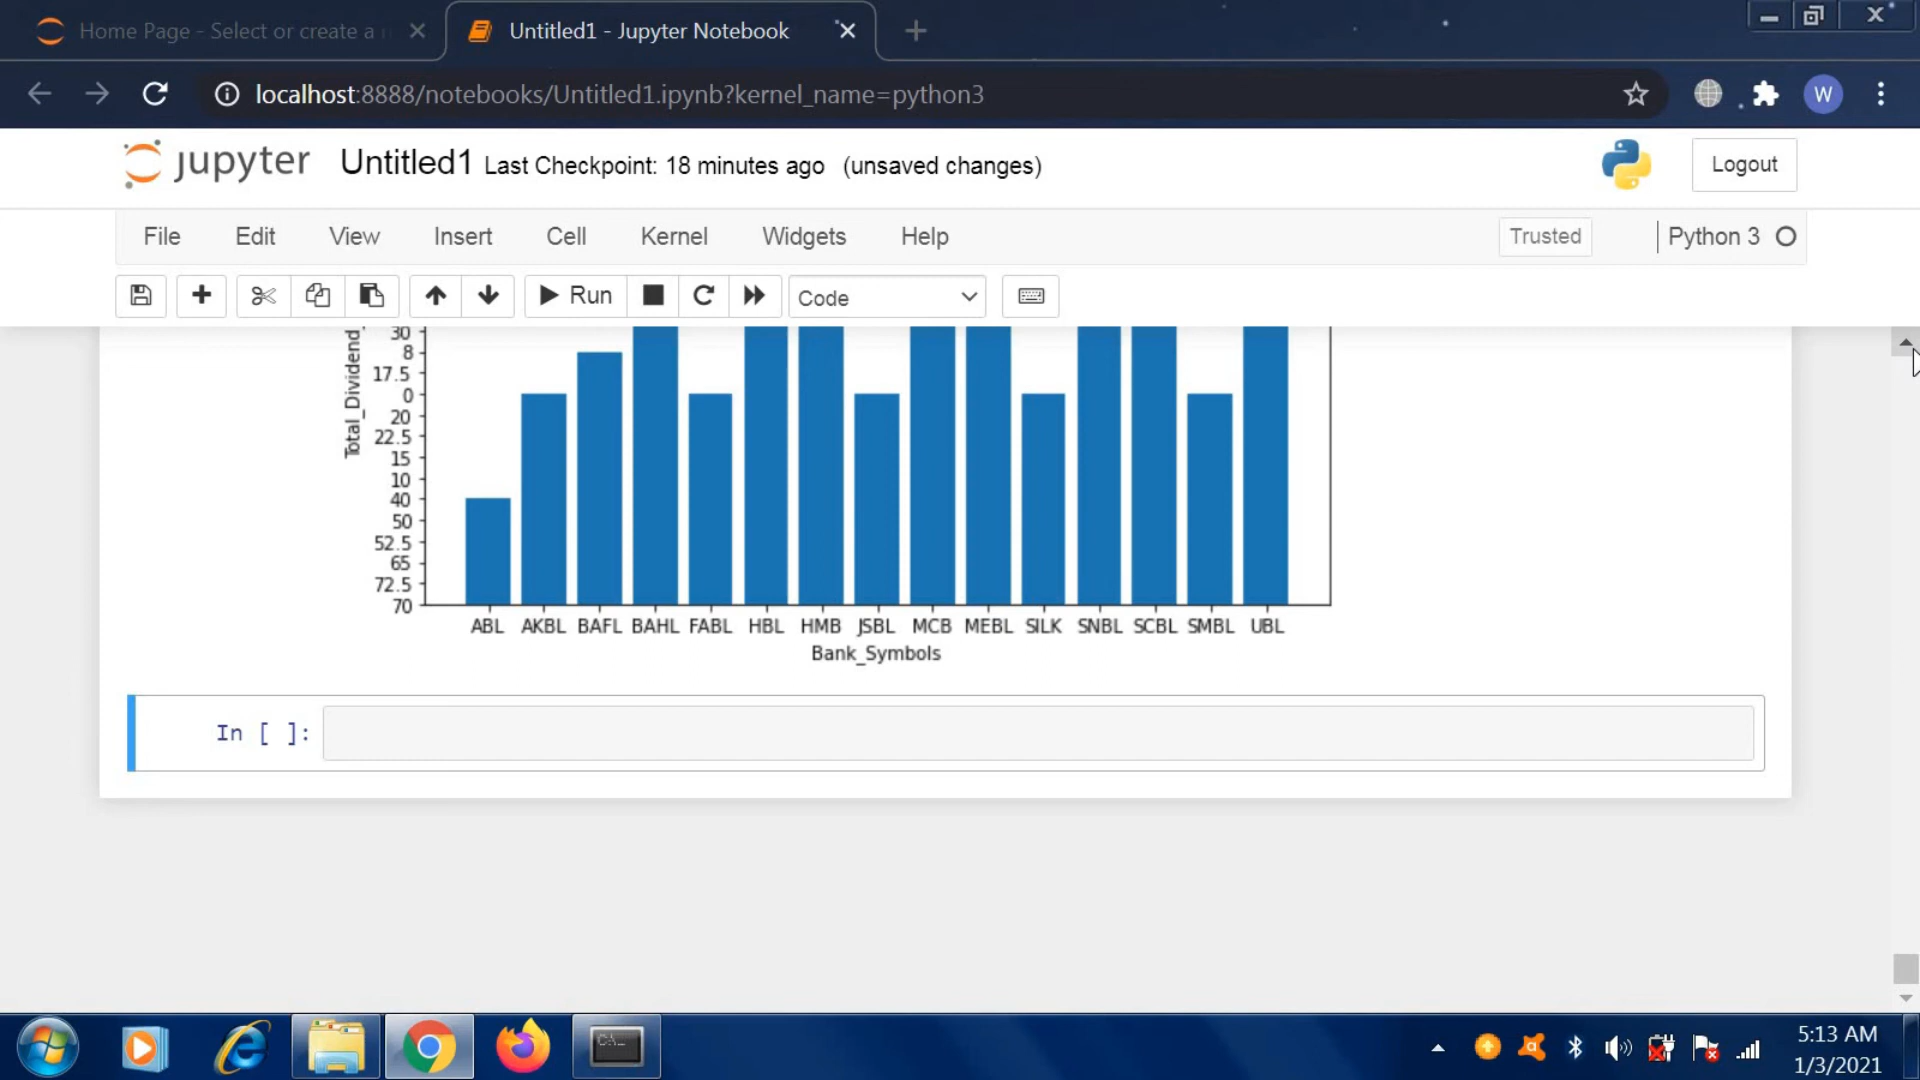 Home Page - Select or create a
Untitled1 - Jupyter Notebook
localhost:8888/notebooks/Untitled1.ipynb?kernel_name=python3
W
jupyter Untitled1 Last Checkpoint: 18 minutes ago (unsaved changes)
Logout
File Edit View Insert Cell Kernel Widgets Help
Trusted Python 3
Run Code
Total_Dividend_
30
8
17.5
0
20
22.5
15
10
40
50
52.5
65
72.5
70
ABL AKBL BAFL BAHL FABL HBL HMB JSBL MCB MEBL SILK SNBL SCBL SMBL UBL
Bank_Symbols
In [ ]:
5:13 AM
1/3/2021